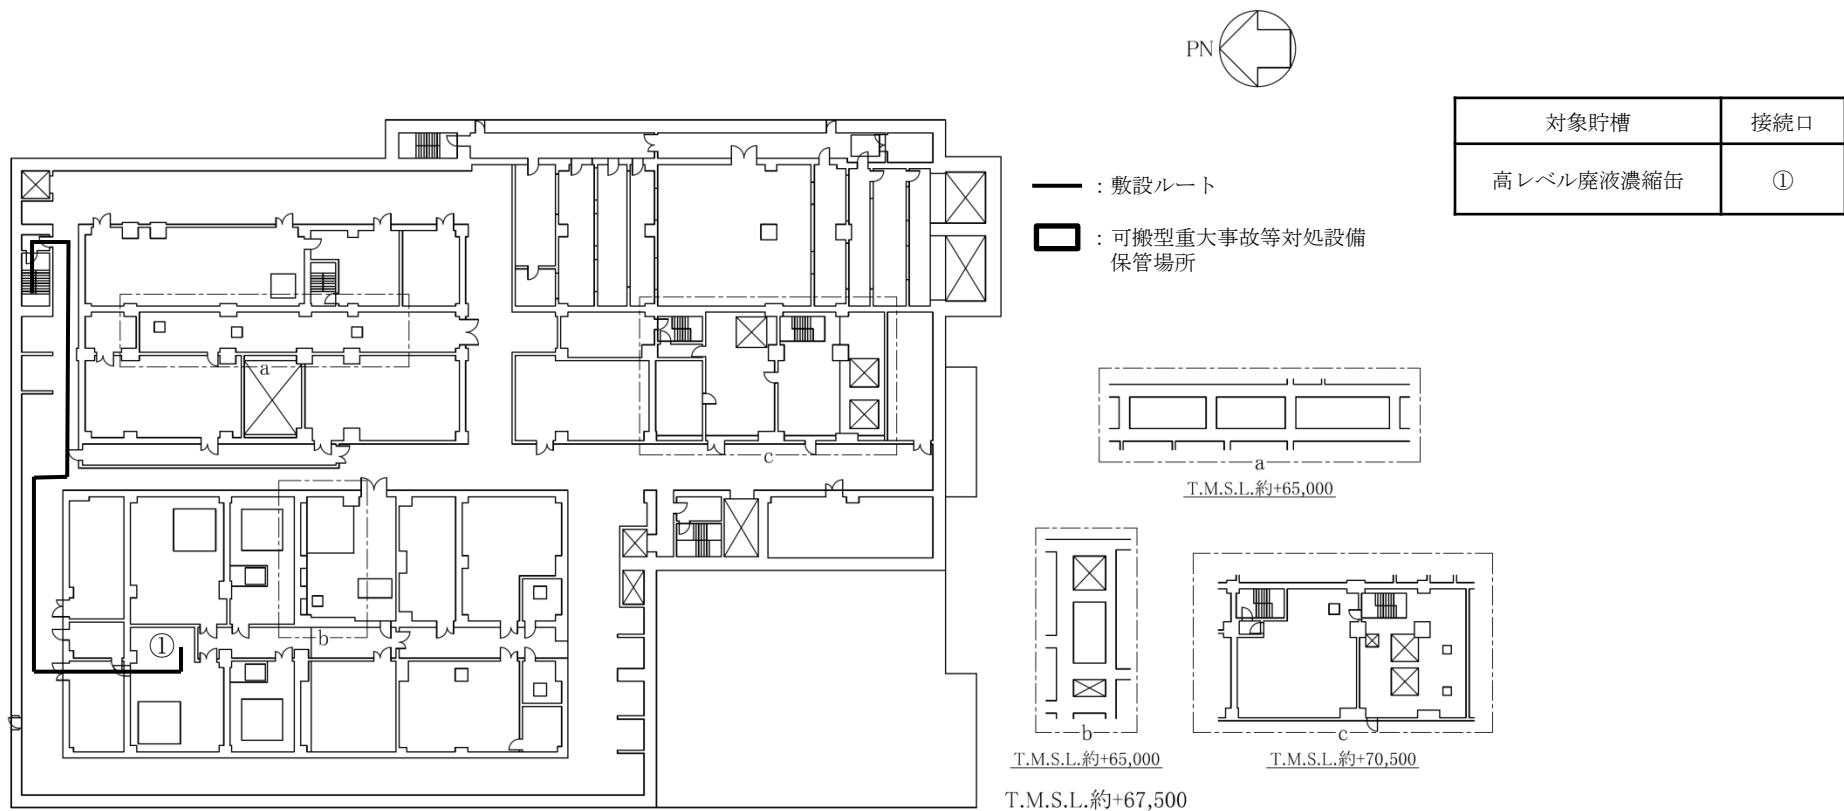 PN
対象貯槽
接続口
高レベル廃液濃縮缶
①
：敷設ルート
：可搬型重大事故等対処設備
保管場所
a
c
b
①
a
T.M.S.L.約+65,000
b
T.M.S.L.約+65,000
c
T.M.S.L.約+70,500
T.M.S.L.約+67,500